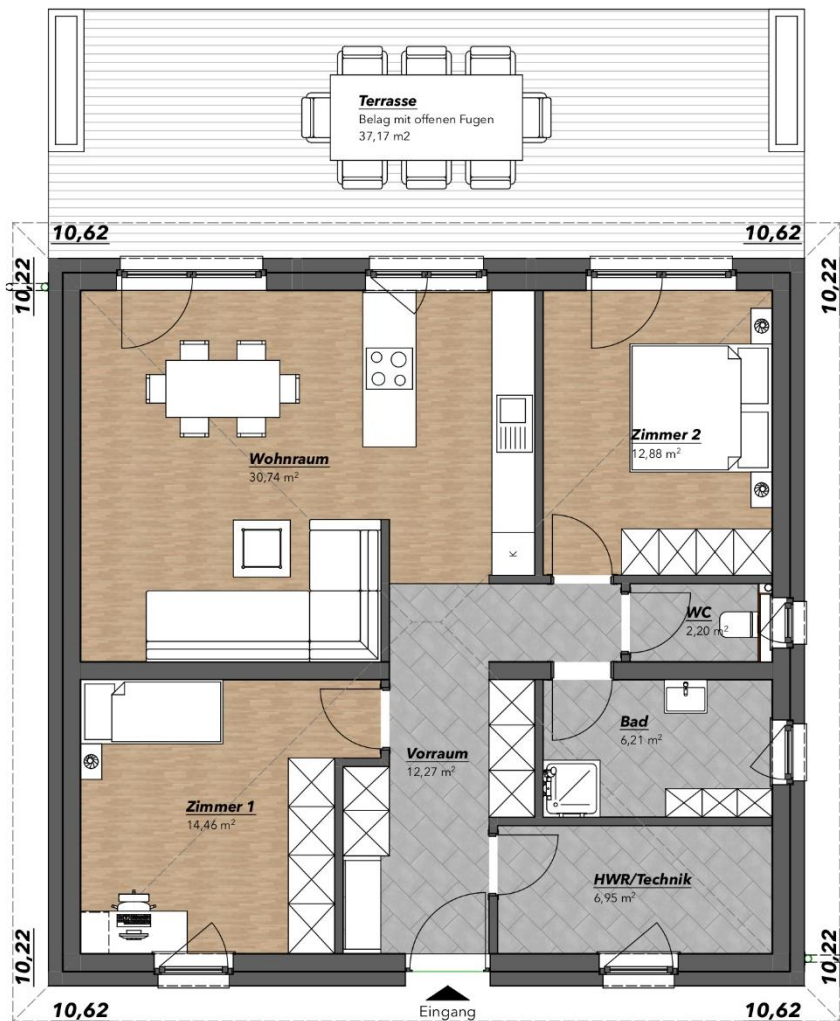 Terrasse
Belag mit offenen Fugen
37,17 m2
10,62
10,62
10,22
10,22
Wohnraum
30,74 m²
Zimmer 2
12,88 m²
K
WC
2,20 m²
Bad
6,21 m²
Vorraum
12,27 m²
Zimmer 1
14,46 m²
HWR/Technik
6,95 m²
10,22
10,22
10,62
10,62
Eingang